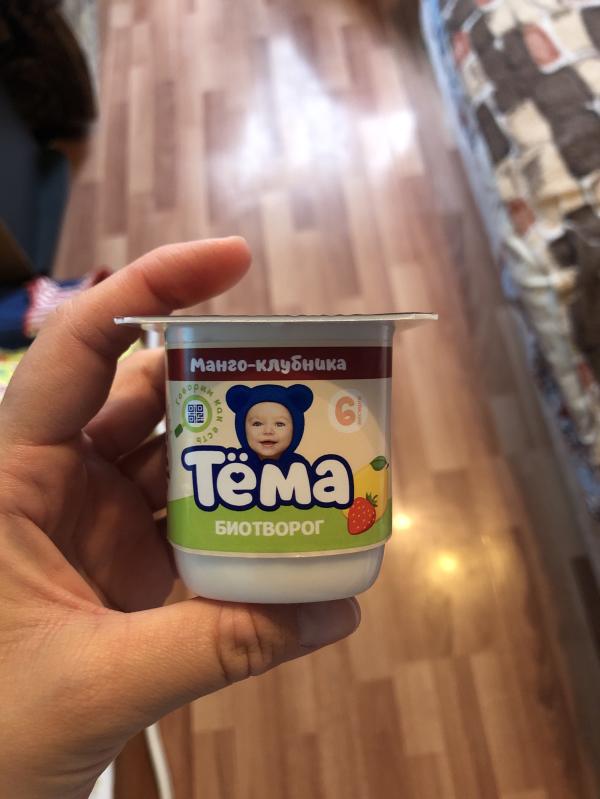 Манго-клубника
Говорим как есть
6
Тёма
БИОТВОРОГ